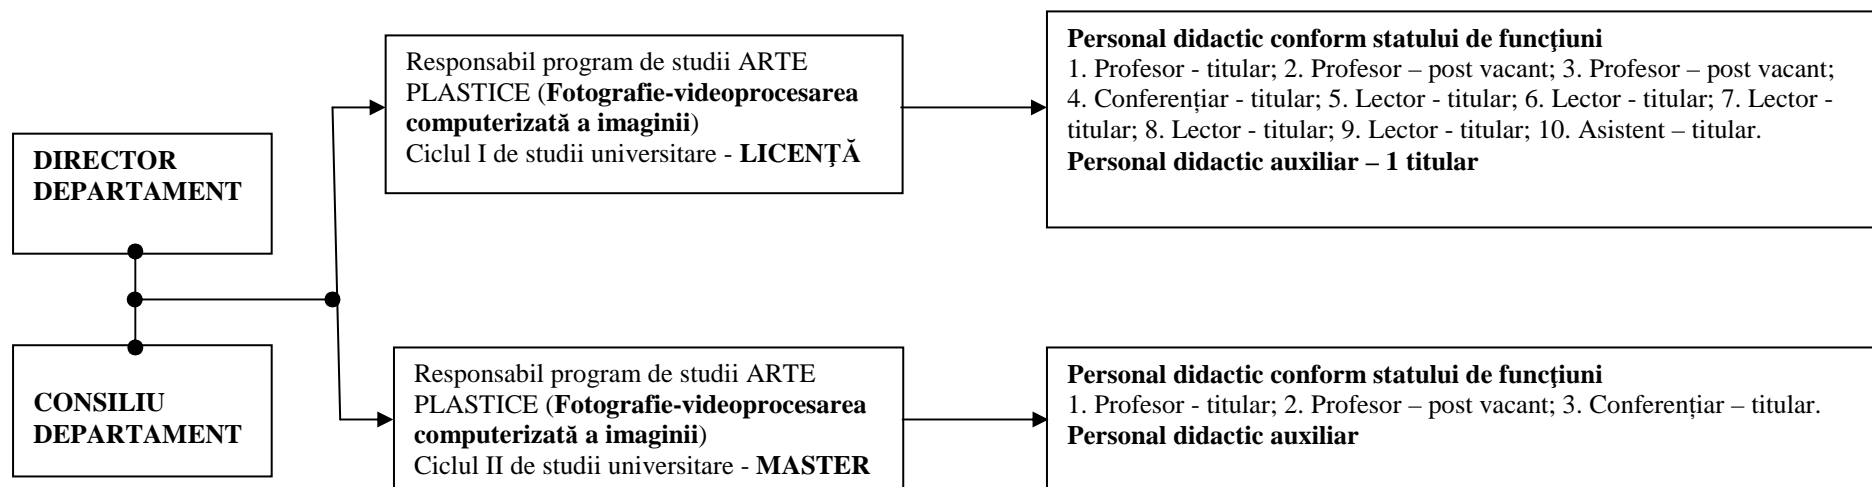 DIRECTOR
DEPARTAMENT
CONSILIU
DEPARTAMENT
Responsabil program de studii ARTE
PLASTICE (Fotografie-videoprocesarea
computerizată a imaginii)
Ciclul I de studii universitare - LICENŢĂ
Personal didactic conform statului de funcţiuni
1. Profesor - titular; 2. Profesor – post vacant; 3. Profesor – post vacant;
4. Conferențiar - titular; 5. Lector - titular; 6. Lector - titular; 7. Lector -
titular; 8. Lector - titular; 9. Lector - titular; 10. Asistent – titular.
Personal didactic auxiliar – 1 titular
Responsabil program de studii ARTE
PLASTICE (Fotografie-videoprocesarea
computerizată a imaginii)
Ciclul II de studii universitare - MASTER
Personal didactic conform statului de funcţiuni
1. Profesor - titular; 2. Profesor – post vacant; 3. Conferențiar – titular.
Personal didactic auxiliar